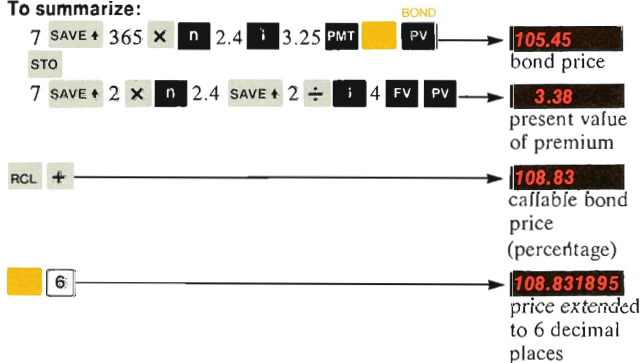 To summarize:
BOND
7 SAVE↑ 365 × n 2.4 i 3.25 PMT PV 105.45
bond price
STO
7 SAVE↑ 2 × n 2.4 SAVE↑ 2 ÷ i 4 FV PV 3.38
present value
of premium
RCL + 108.83
callable bond
price
(percentage)
6 108.831895
price extended
to 6 decimal
places